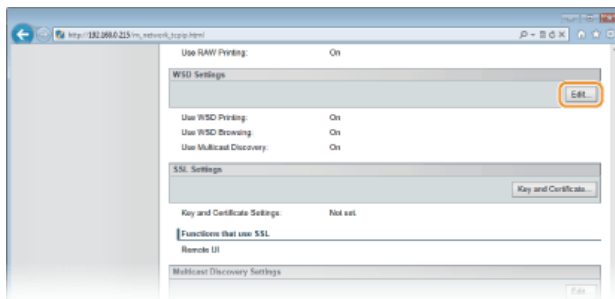 http://192.168.0.215/m_network_tcpip.html
Use RAW Printing: On
WSD Settings
Edit...
Use WSD Printing: On
Use WSD Browsing: On
Use Multicast Discovery: On
SSL Settings
Key and Certificate...
Key and Certificate Settings: Not set.
Functions that use SSL
Remote UI
Multicast Discovery Settings
Edit...